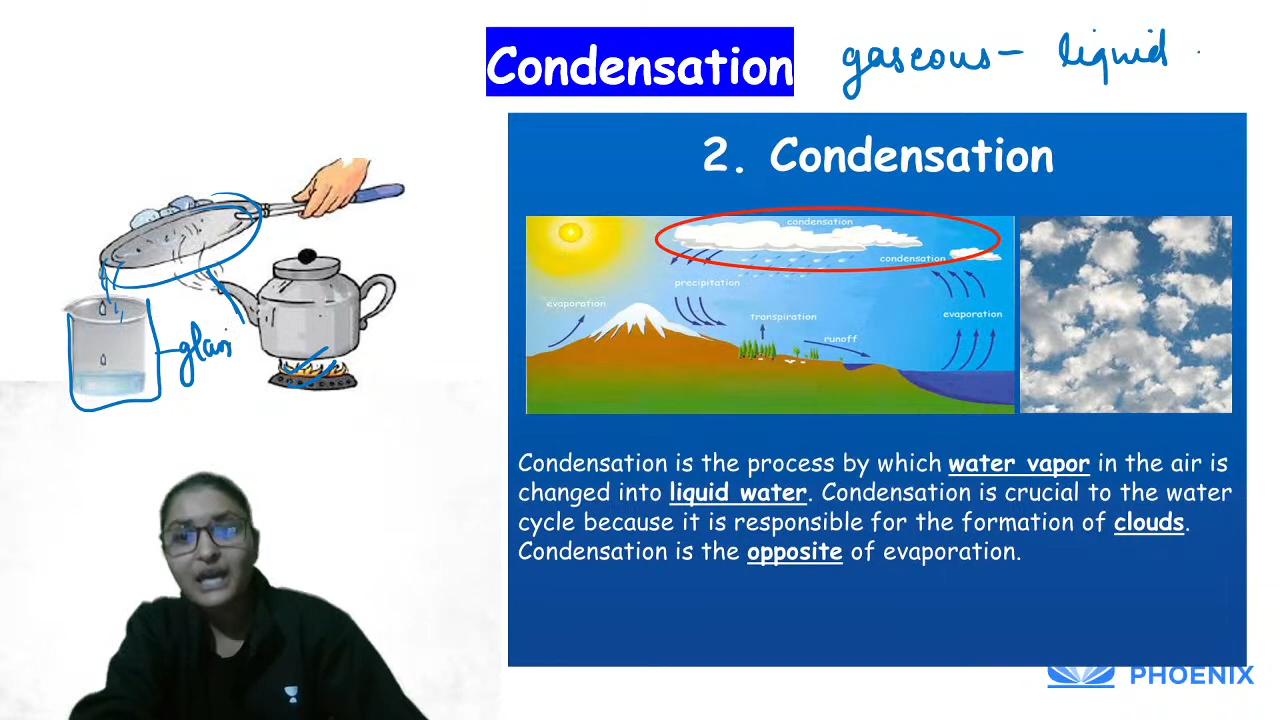 Condensation gaseous - liquid
2. Condensation
condensation
condensation
precipitation
evaporation
transpiration
evaporation
runoff
Condensation is the process by which water vapor in the air is
changed into liquid water. Condensation is crucial to the water
cycle because it is responsible for the formation of clouds.
Condensation is the opposite of evaporation.
PHOENIX